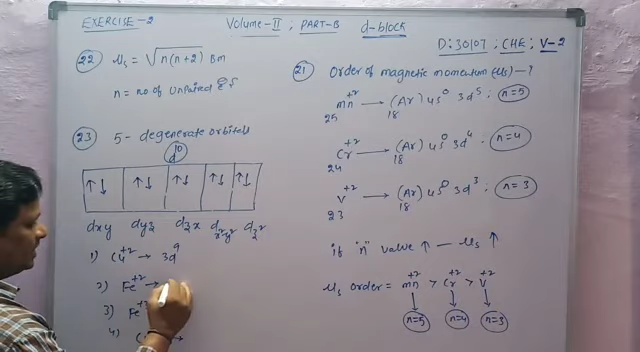 EXERCISE-2
Volume-II ; PART-B d-block
D: 30/07 ; CHE ; V-2
22 μs = √n(n+2) Bm
n = no of unpaired e⁻s
23 5- degenerate orbitals
d¹⁰
↑↓ ↑↓ ↑↓ ↑↓ ↑↓
dxy dyz dzx dx²-y² dz²
1) Cu⁺² → 3d⁹
2) Fe⁺² →
3) Fe
4)
21 Order of magnetic momentum (μs) — ?
mn⁺² → (Ar) 4s⁰ 3d⁵ ; n=5
25 18
Cr⁺² → (Ar) 4s⁰ 3d⁴ ; n=4
24 18
V⁺² → (Ar) 4s⁰ 3d³ ; n=3
23 18
if "n" value ↑ — μs ↑
μs order = mn⁺² > Cr⁺² > V⁺²
n=5 n=4 n=3